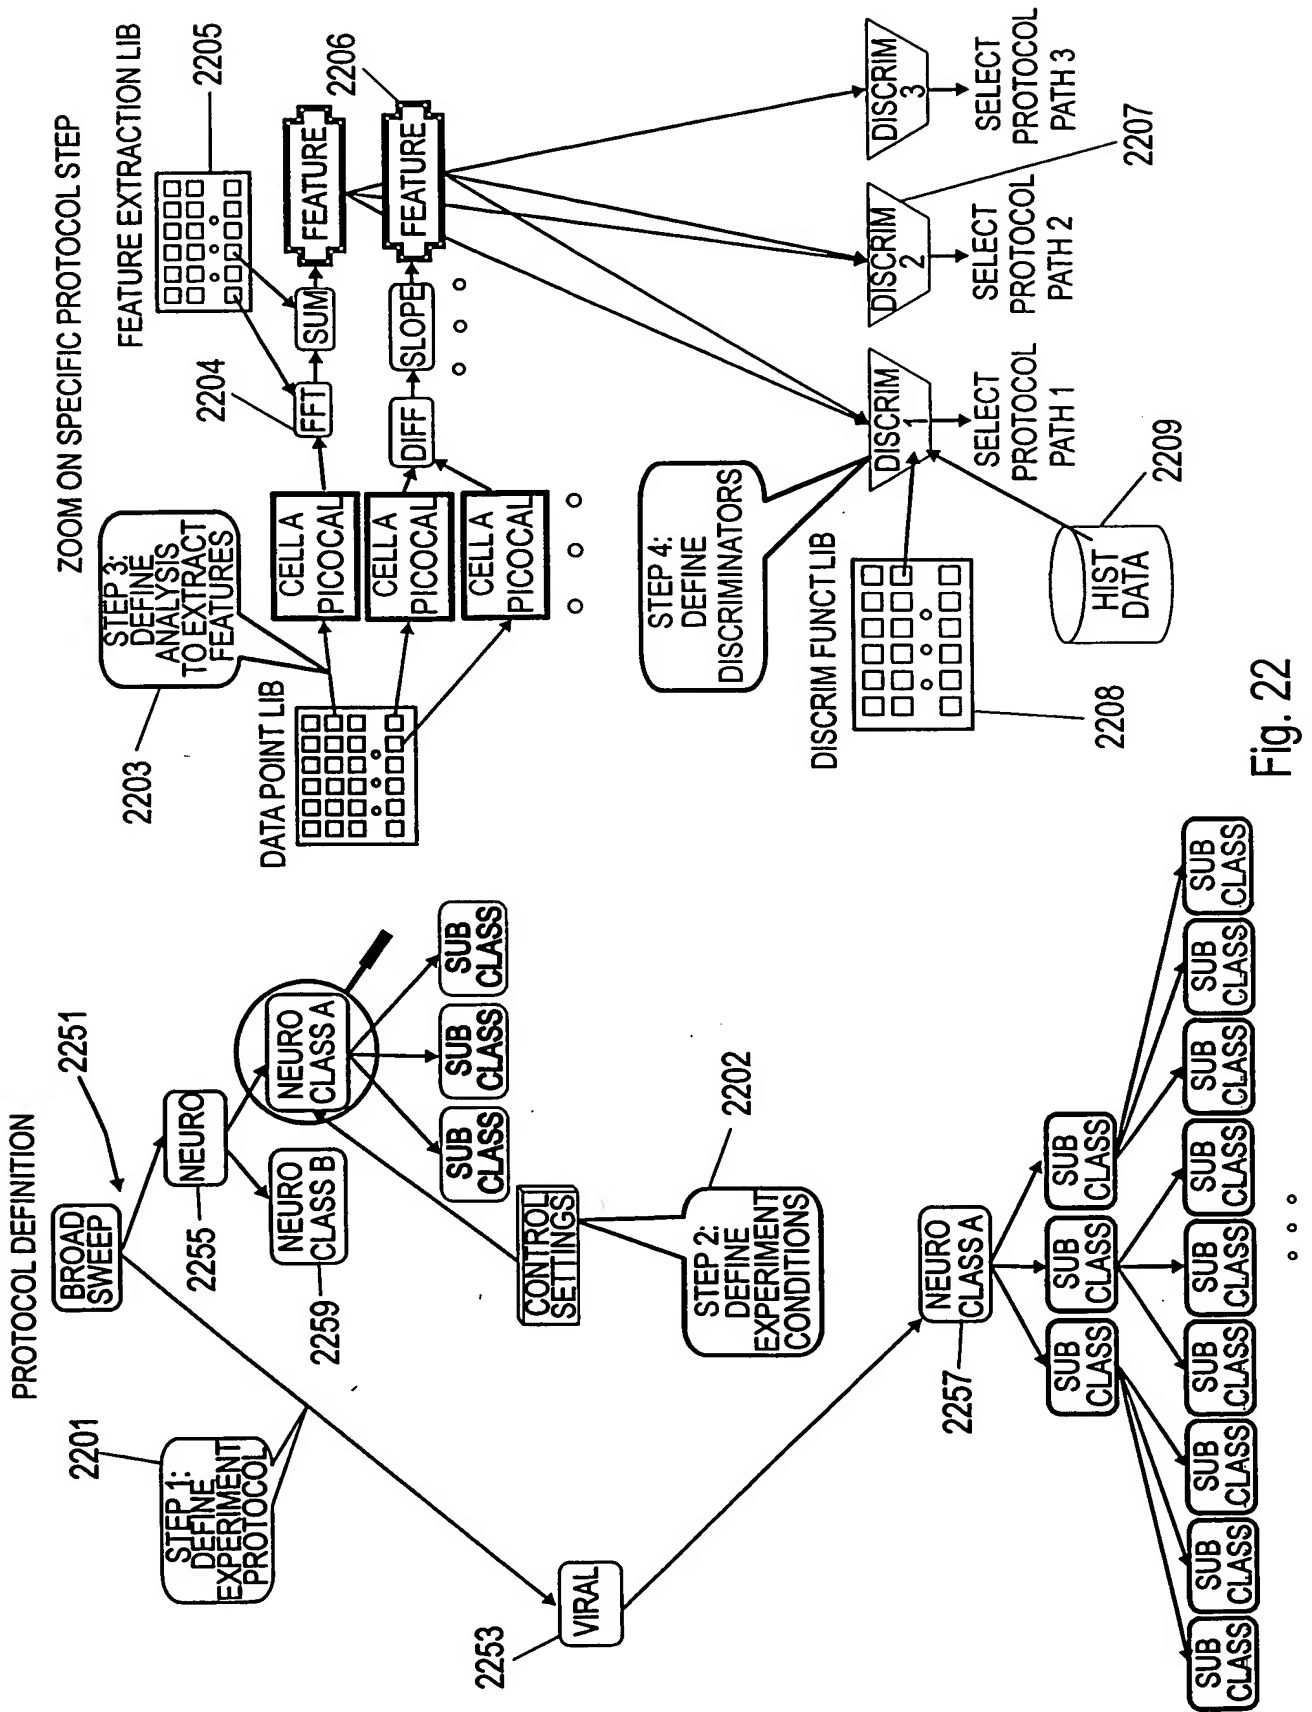 PROTOCOL DEFINITION
2201
STEP 1:
DEFINE
EXPERIMENT
PROTOCOL
BROAD
SWEEP
2251
NEURO
2255
NEURO
CLASS B
2259
NEURO
CLASS A
SUB
CLASS
SUB
CLASS
SUB
CLASS
CONTROL
SETTINGS
STEP 2:
DEFINE
EXPERIMENT
CONDITIONS
2202
VIRAL
2253
NEURO
CLASS A
2257
SUB
CLASS
SUB
CLASS
SUB
CLASS
SUB
CLASS
SUB
CLASS
SUB
CLASS
SUB
CLASS
SUB
CLASS
SUB
CLASS
SUB
CLASS
SUB
CLASS
SUB
CLASS
ZOOM ON SPECIFIC PROTOCOL STEP
STEP 3:
DEFINE
ANALYSIS
TO EXTRACT
FEATURES
2203
FEATURE EXTRACTION LIB
2205
DATA POINT LIB
CELL A
PICOCAL
CELL A
PICOCAL
CELL A
PICOCAL
2204
FFT
SUM
FEATURE
DIFF
SLOPE
FEATURE
2206
STEP 4:
DEFINE
DISCRIMINATORS
DISCRIM FUNCT LIB
2208
HIST
DATA
2209
DISCRIM
1
SELECT
PROTOCOL
PATH 1
DISCRIM
2
SELECT
PROTOCOL
PATH 2
2207
DISCRIM
3
SELECT
PROTOCOL
PATH 3
Fig. 22